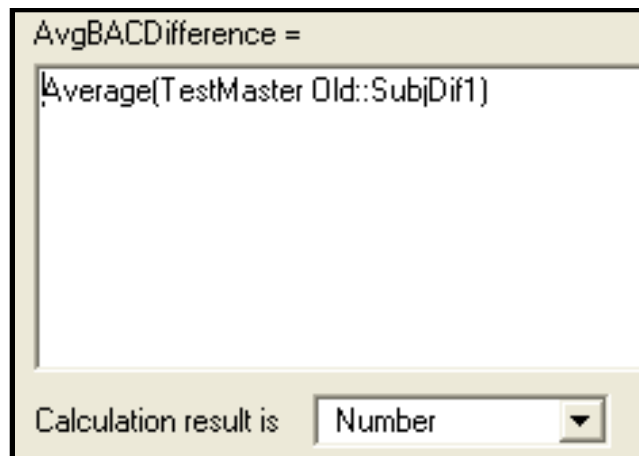 AvgBACDifference =
Average(TestMaster Old::SubjDif1)
Calculation result is Number